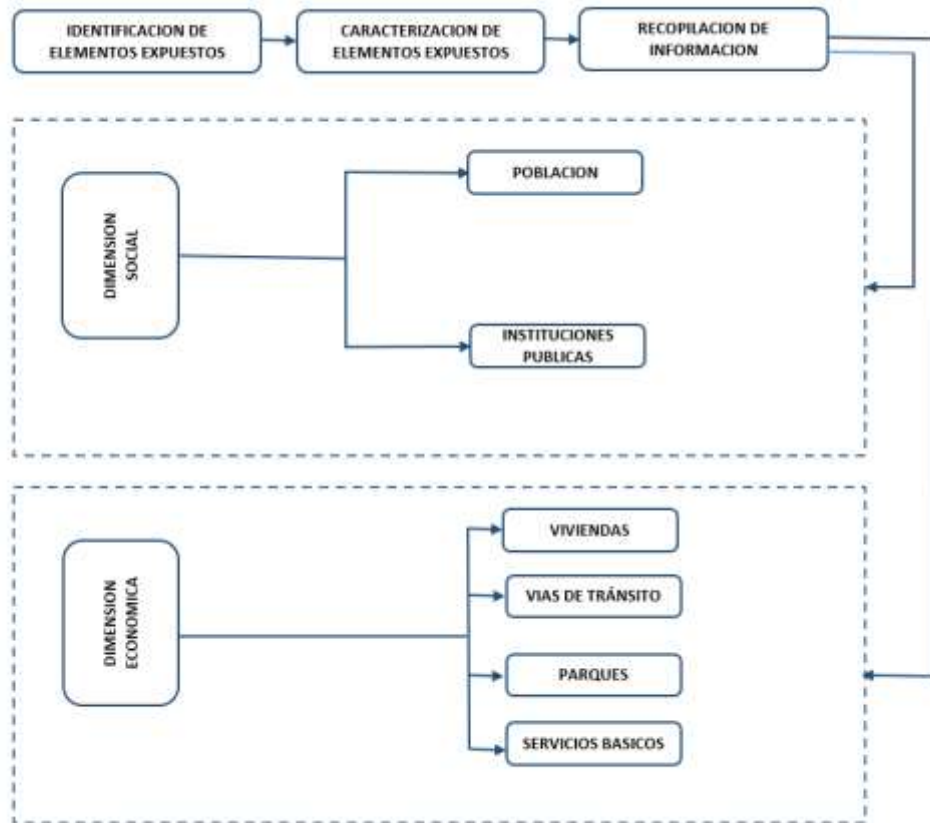 IDENTIFICACION DE
ELEMENTOS EXPUESTOS
CARACTERIZACION DE
ELEMENTOS EXPUESTOS
RECOPILACION DE
INFORMACION
DIMENSION
SOCIAL
POBLACION
INSTITUCIONES
PUBLICAS
DIMENSION
ECONOMICA
VIVIENDAS
VIAS DE TRÁNSITO
PARQUES
SERVICIOS BASICOS